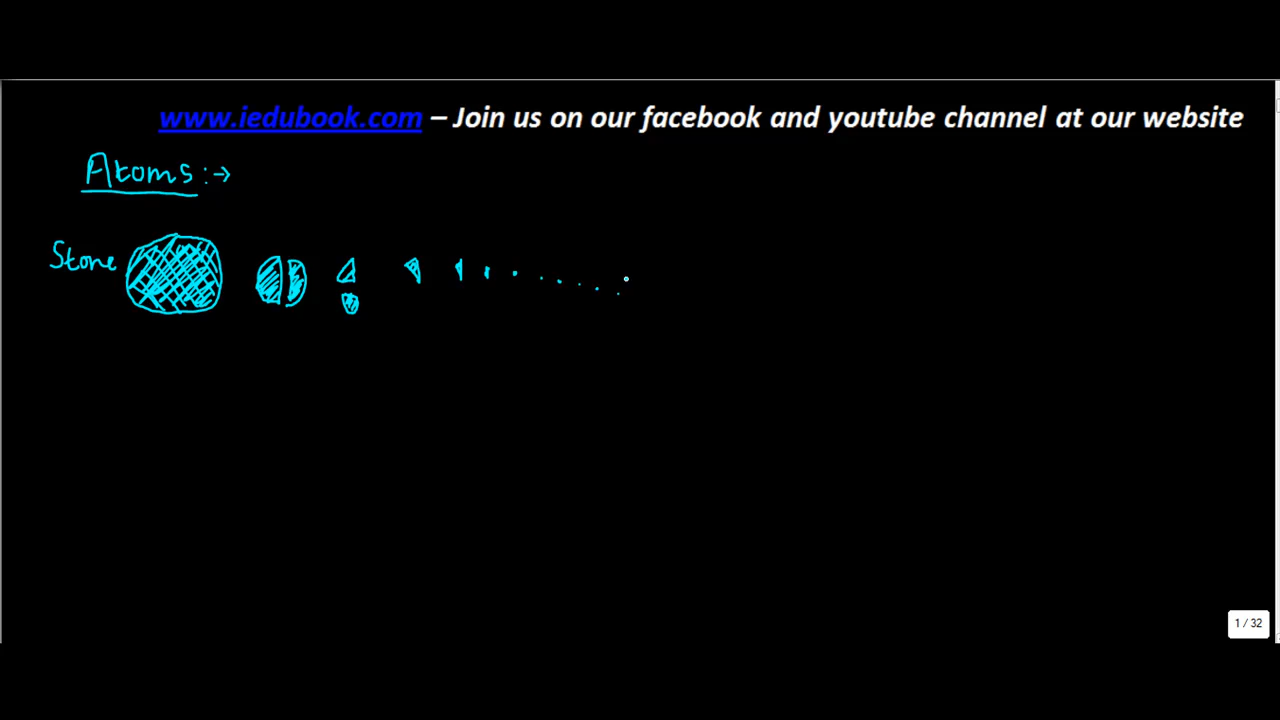 www.iedubook.com – Join us on our facebook and youtube channel at our website
Atoms :→
Stone
1 / 32